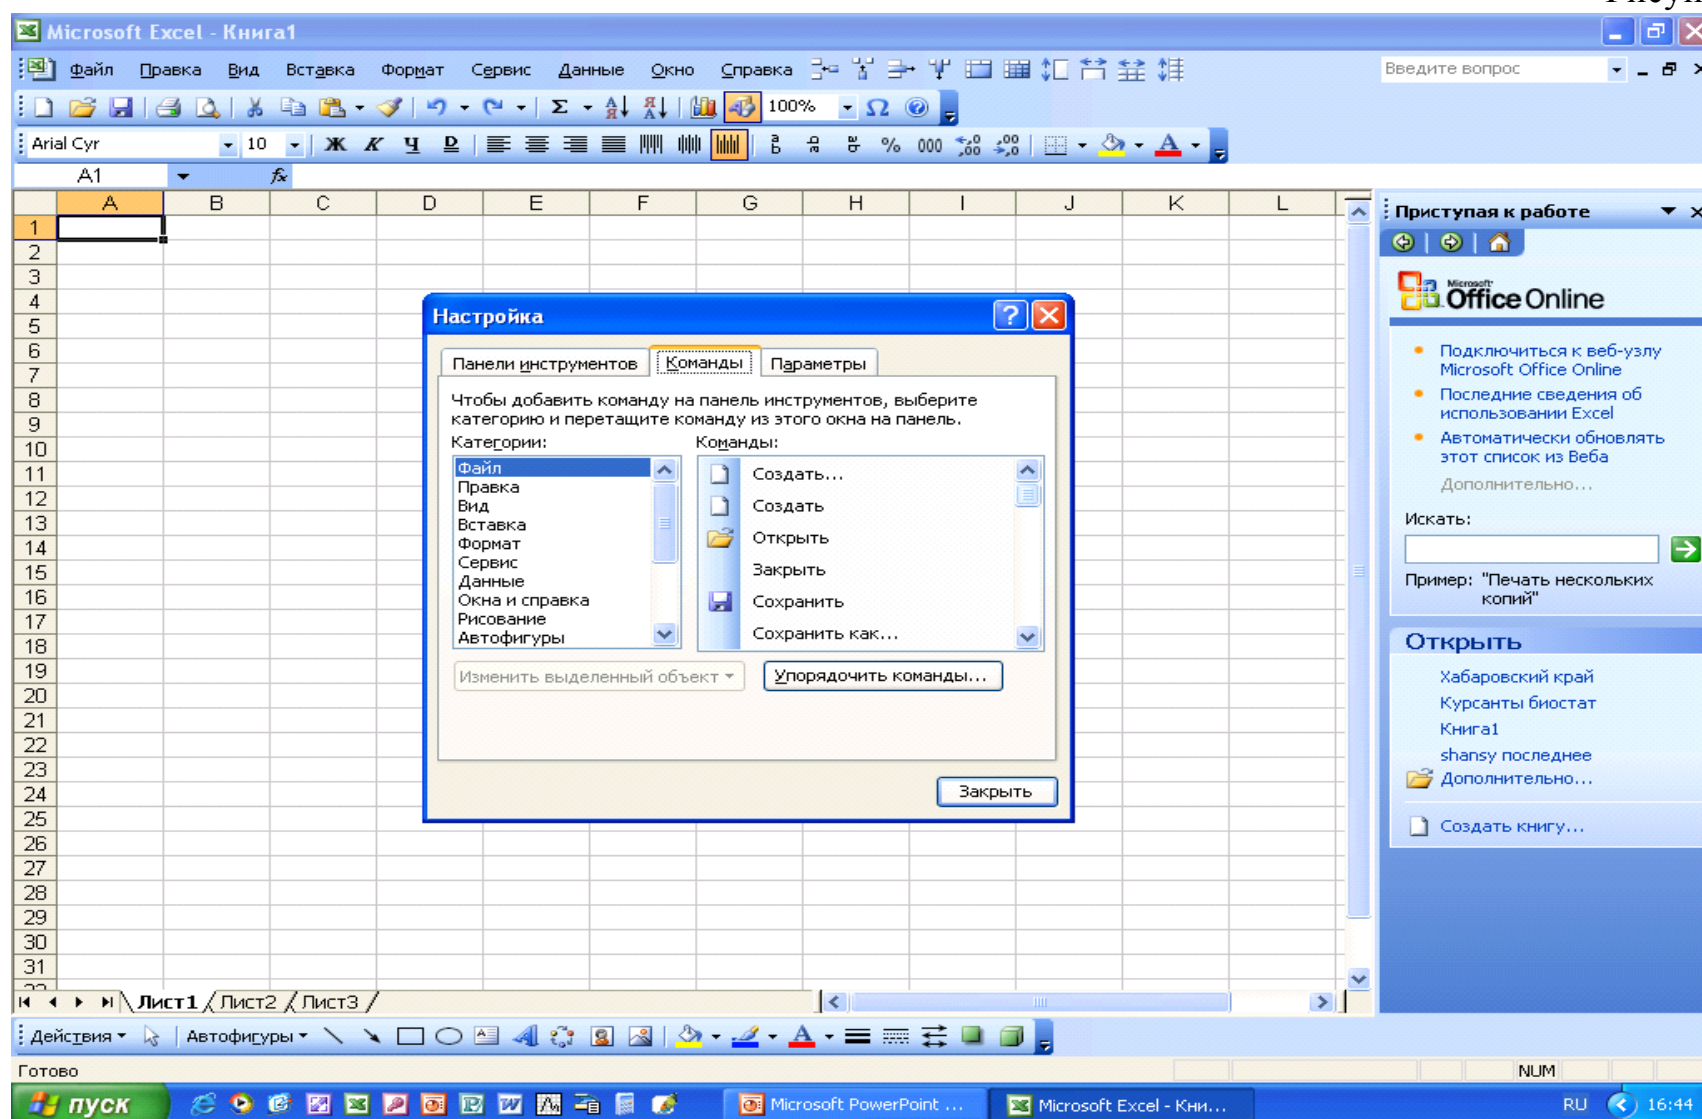 Microsoft Excel - Книга1
Файл Правка Вид Вставка Формат Сервис Данные Окно Справка Введите вопрос
100%
Arial Cyr 10 Ж К Ч D % 000
A1 fx
A B C D E F G H I J K L
1
2
3
4
5
6
7
8
9
10
11
12
13
14
15
16
17
18
19
20
21
22
23
24
25
26
27
28
29
30
31
Настройка
Панели инструментов Команды Параметры
Чтобы добавить команду на панель инструментов, выберите
категорию и перетащите команду из этого окна на панель.
Категории: Команды:
Файл
Правка
Вид
Вставка
Формат
Сервис
Данные
Окна и справка
Рисование
Автофигуры
Создать...
Создать
Открыть
Закрыть
Сохранить
Сохранить как...
Изменить выделенный объект Упорядочить команды...
Закрыть
Приступая к работе
Microsoft
Office Online
Подключиться к веб-узлу
Microsoft Office Online
Последние сведения об
использовании Excel
Автоматически обновлять
этот список из Веба
Дополнительно...
Искать:
Пример: "Печать нескольких
копий"
Открыть
Хабаровский край
Курсанты биостат
Книга1
shansy последнее
Дополнительно...
Создать книгу...
Лист1 Лист2 Лист3
Действия Автофигуры
Готово NUM
пуск Microsoft PowerPoint ... Microsoft Excel - Кни... RU 16:44